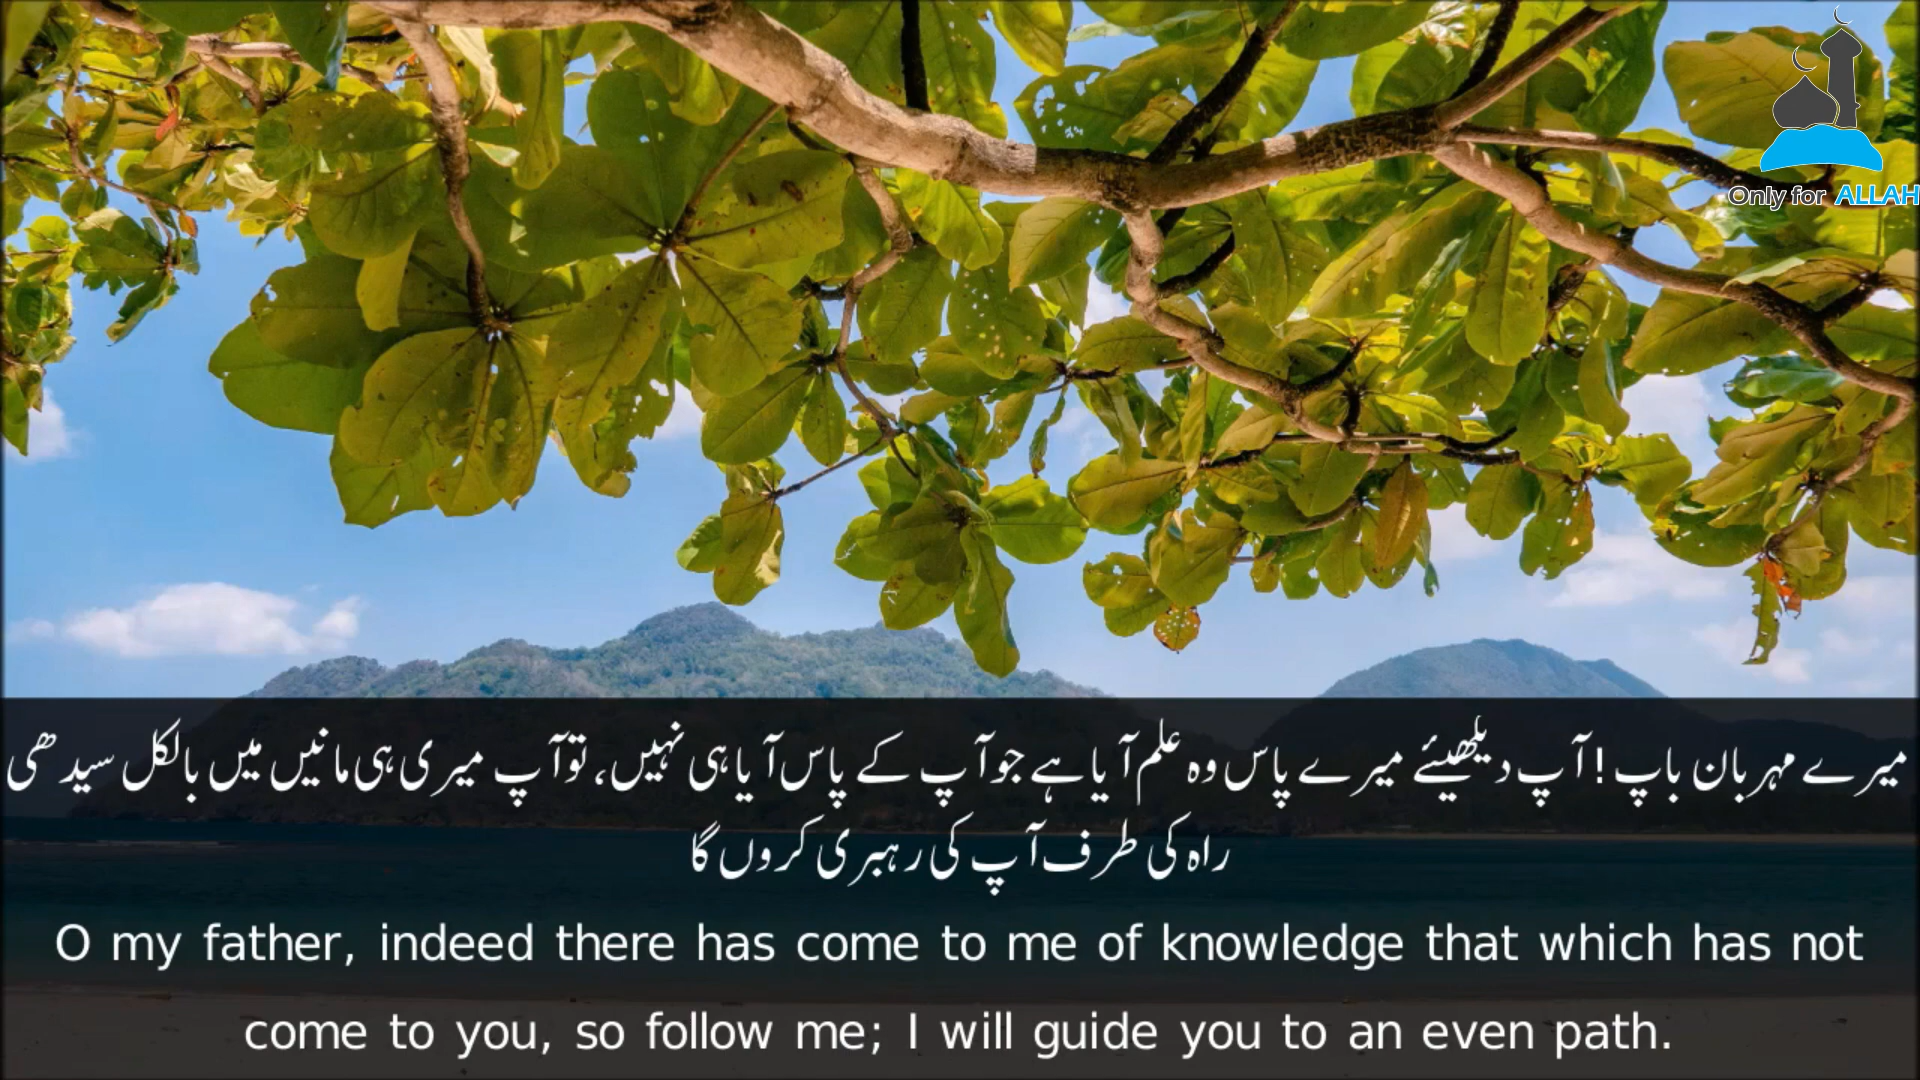 Only for ALLAH
میرے مہربان باپ! آپ دیکھیئے میرے پاس وه علم آیا ہے جو آپ کے پاس آیا ہی نہیں، تو آپ میری ہی مانیں میں بالکل سیدھی
راه کی طرف آپ کی رہبری کروں گا
O my father, indeed there has come to me of knowledge that which has not
come to you, so follow me; I will guide you to an even path.